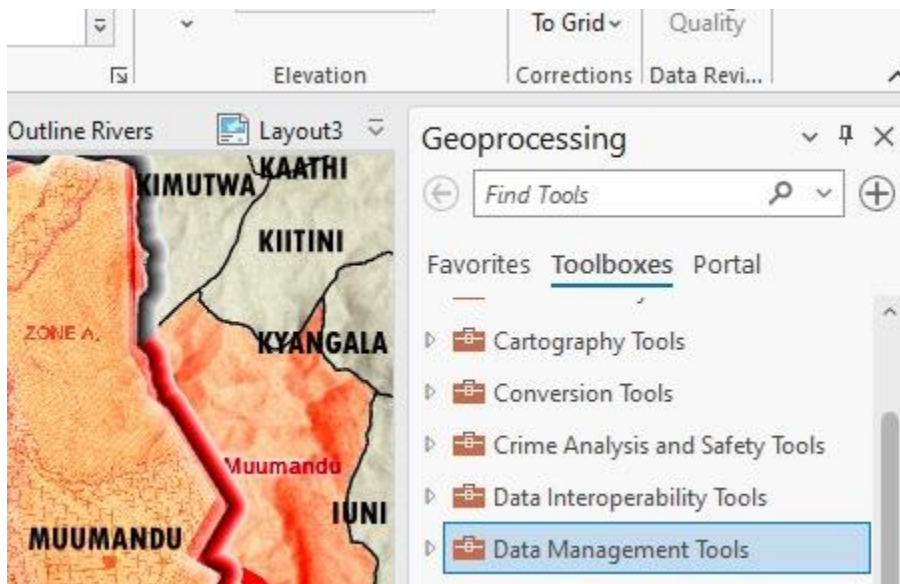 To Grid
Quality
Elevation
Corrections
Data Revi...
Outline Rivers
Layout3
Geoprocessing
Find Tools
Favorites
Toolboxes
Portal
Cartography Tools
Conversion Tools
Crime Analysis and Safety Tools
Data Interoperability Tools
Data Management Tools
KAATHI
KIMUTWA
KIITINI
ZONE A,
KYANGALA
Muumandu
IUNI
MUUMANDU